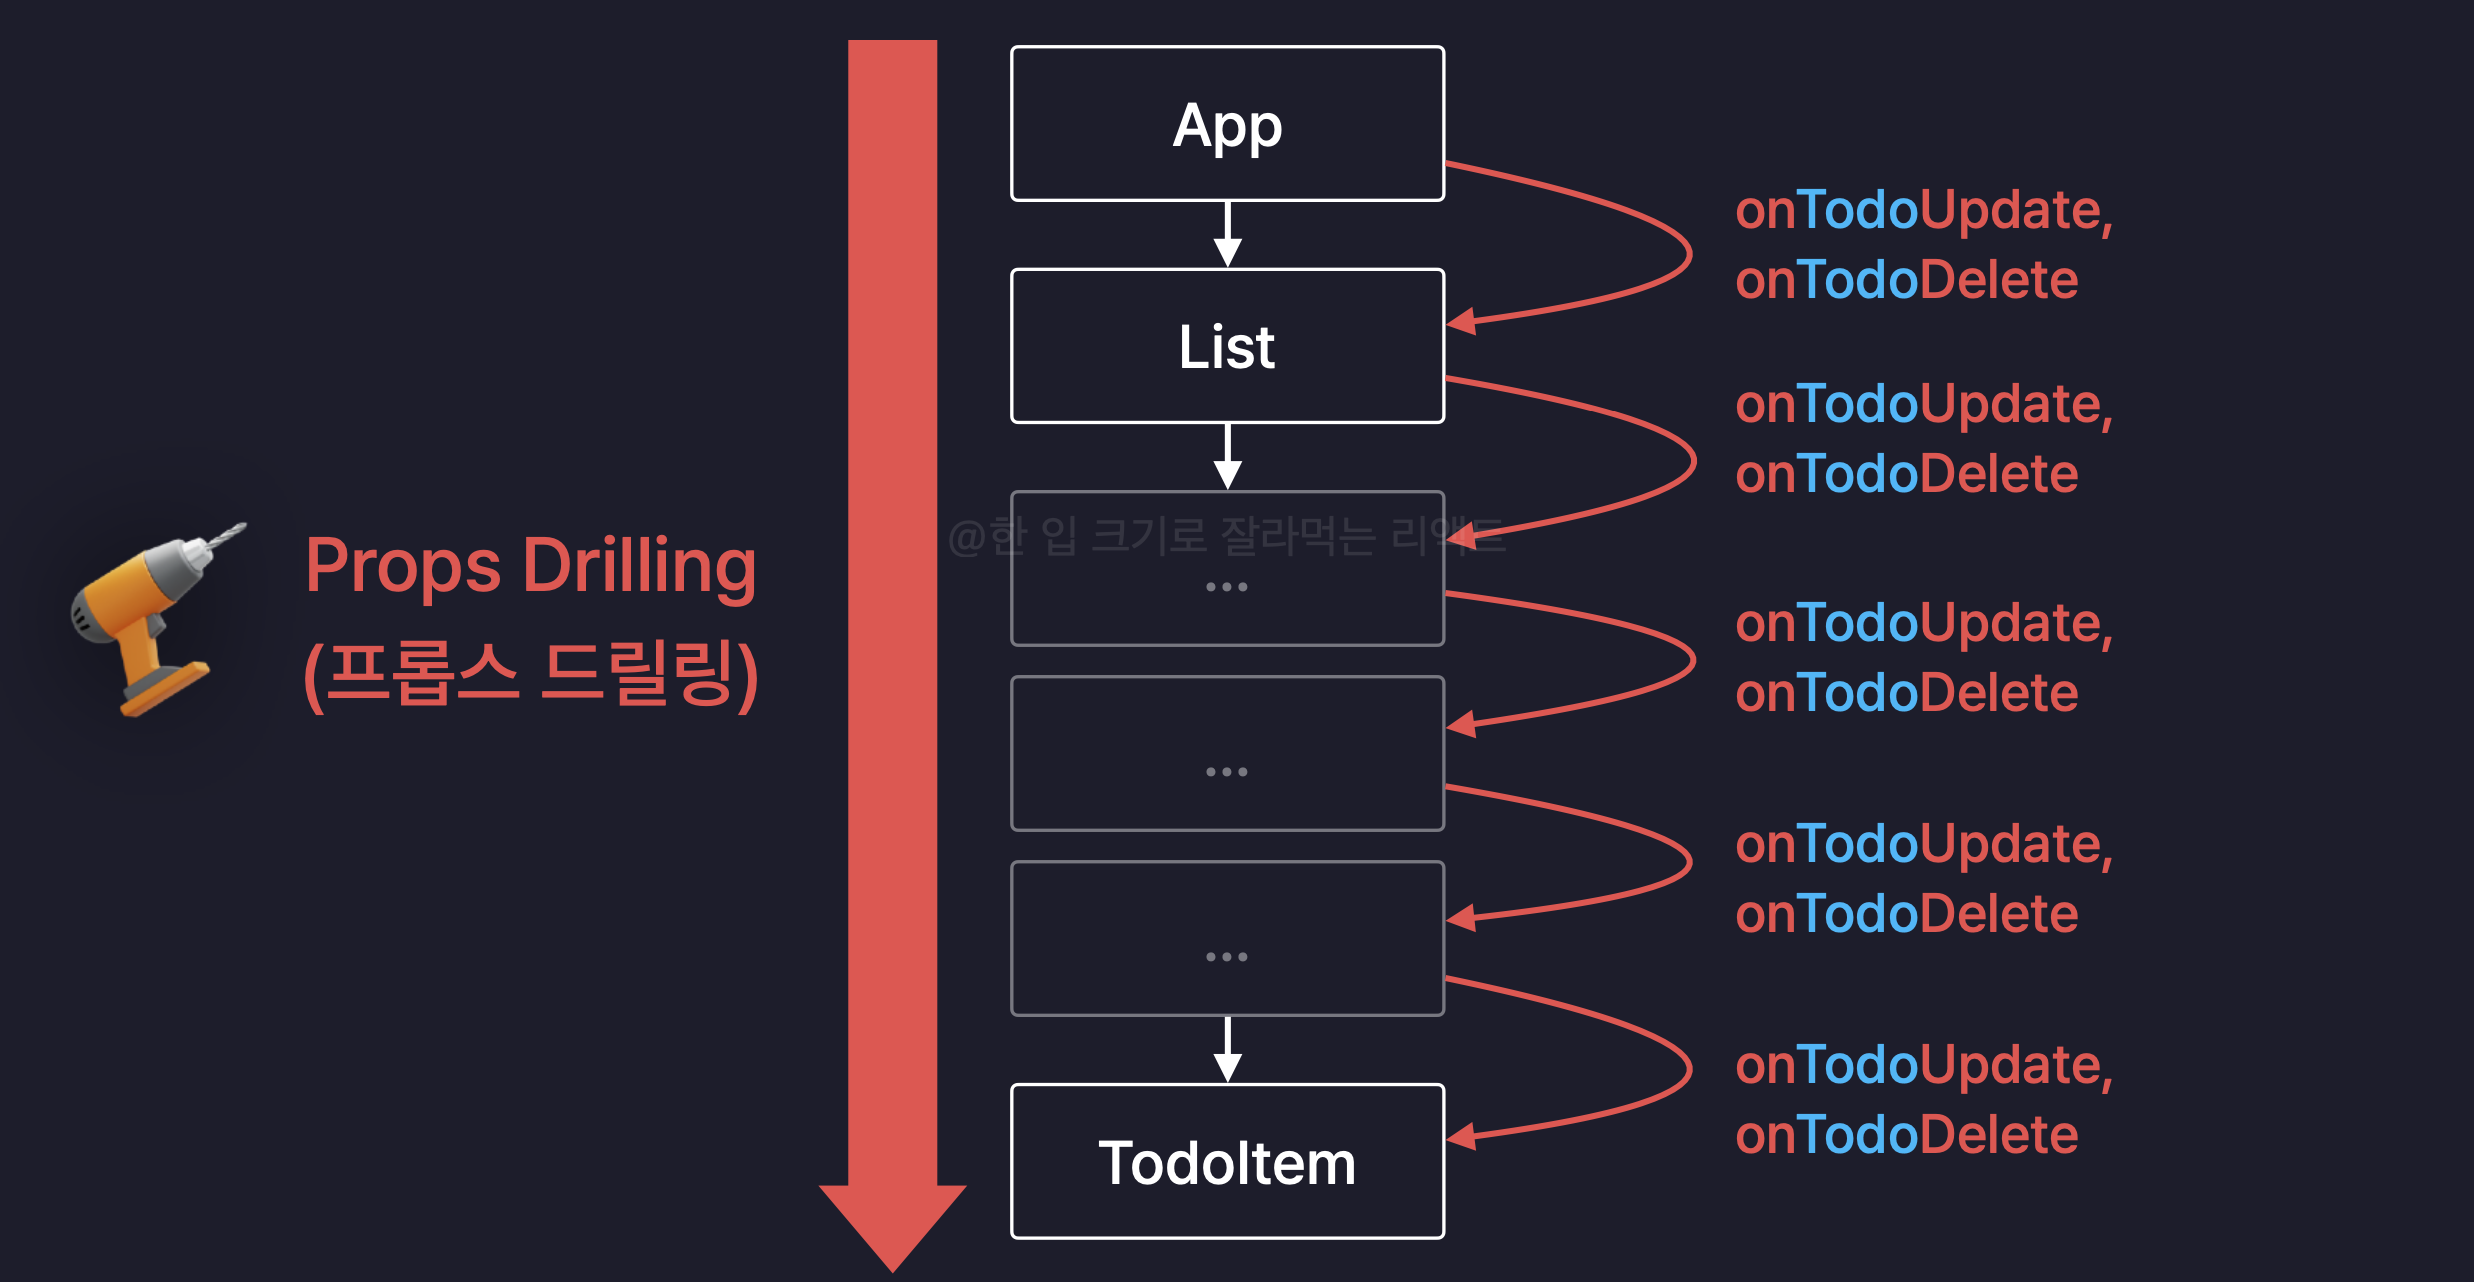 App
onTodoUpdate,
onTodoDelete
List
onTodoUpdate,
onTodoDelete
@한 입 크기로 잘라먹는 리액트
...
Props Drilling
(프롭스 드릴링)
onTodoUpdate,
onTodoDelete
...
onTodoUpdate,
onTodoDelete
...
onTodoUpdate,
onTodoDelete
TodoItem